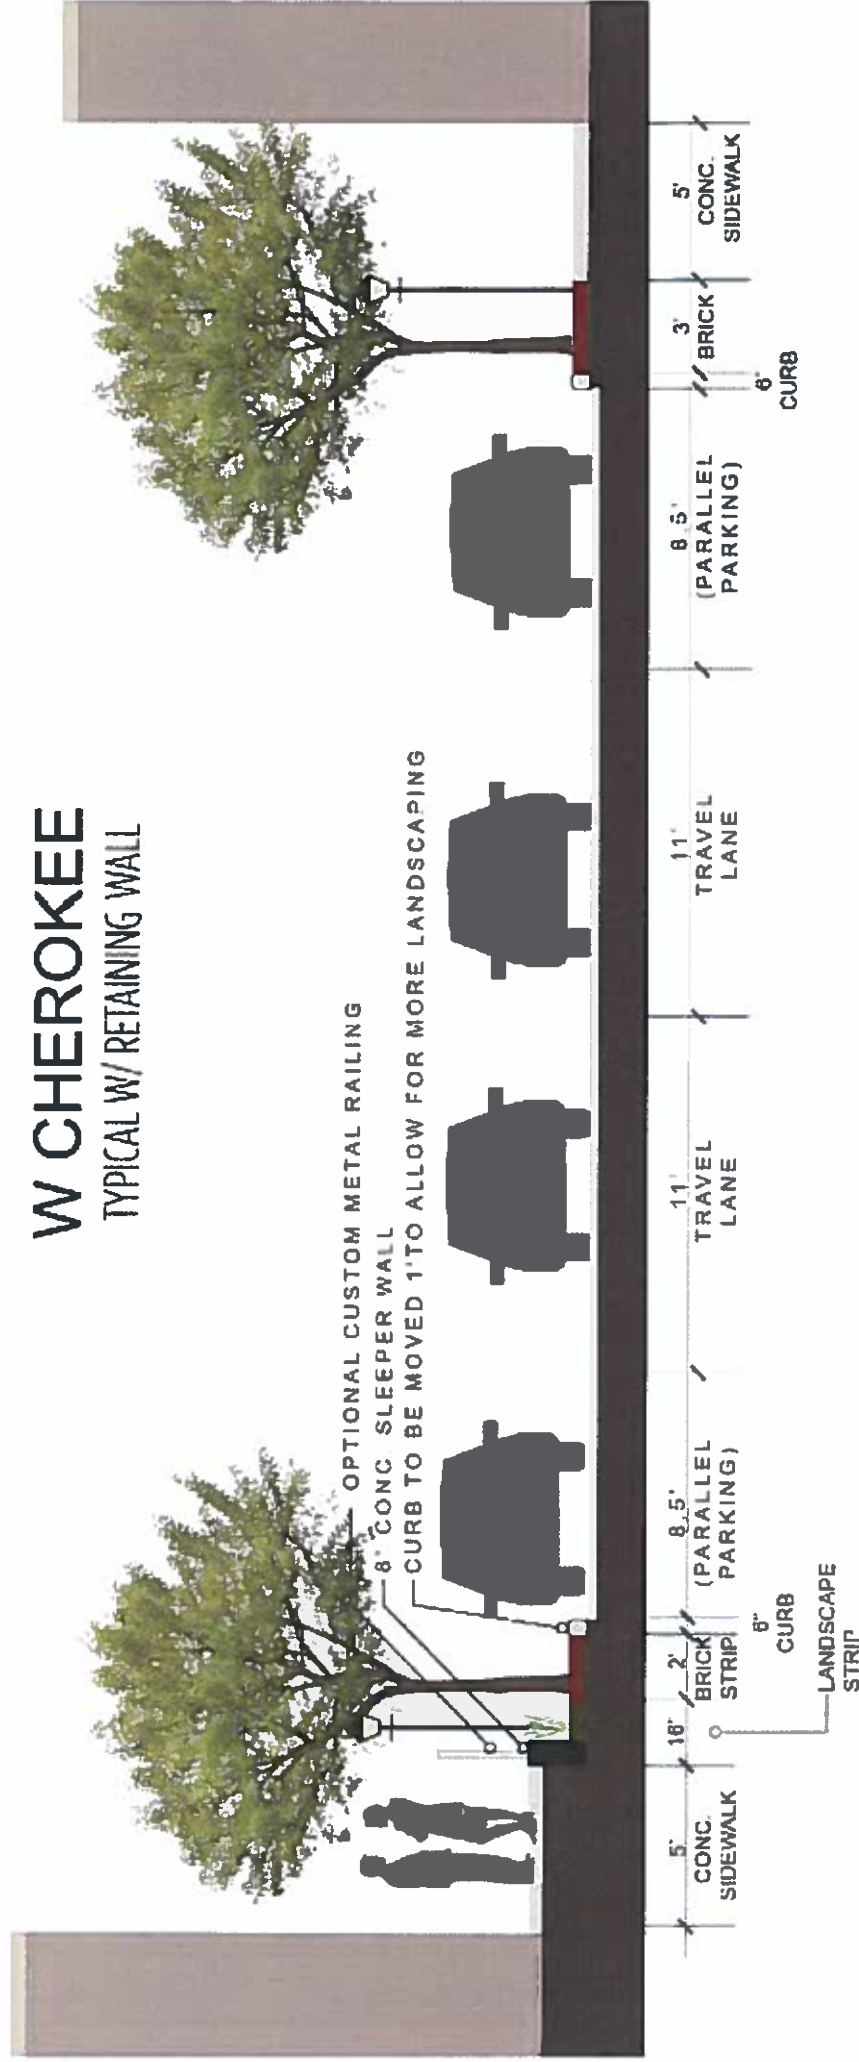 W CHEROKEE
TYPICAL W/ RETAINING WALL
OPTIONAL CUSTOM METAL RAILING
8" CONC. SLEEPER WALL
CURB TO BE MOVED 1' TO ALLOW FOR MORE LANDSCAPING
5'
CONC.
SIDEWALK
16"
LANDSCAPE
STRIP
2'
BRICK
STRIP
6"
CURB
8.5'
(PARALLEL
PARKING)
11'
TRAVEL
LANE
11'
TRAVEL
LANE
8.5'
(PARALLEL
PARKING)
6"
CURB
3'
BRICK
5'
CONC.
SIDEWALK